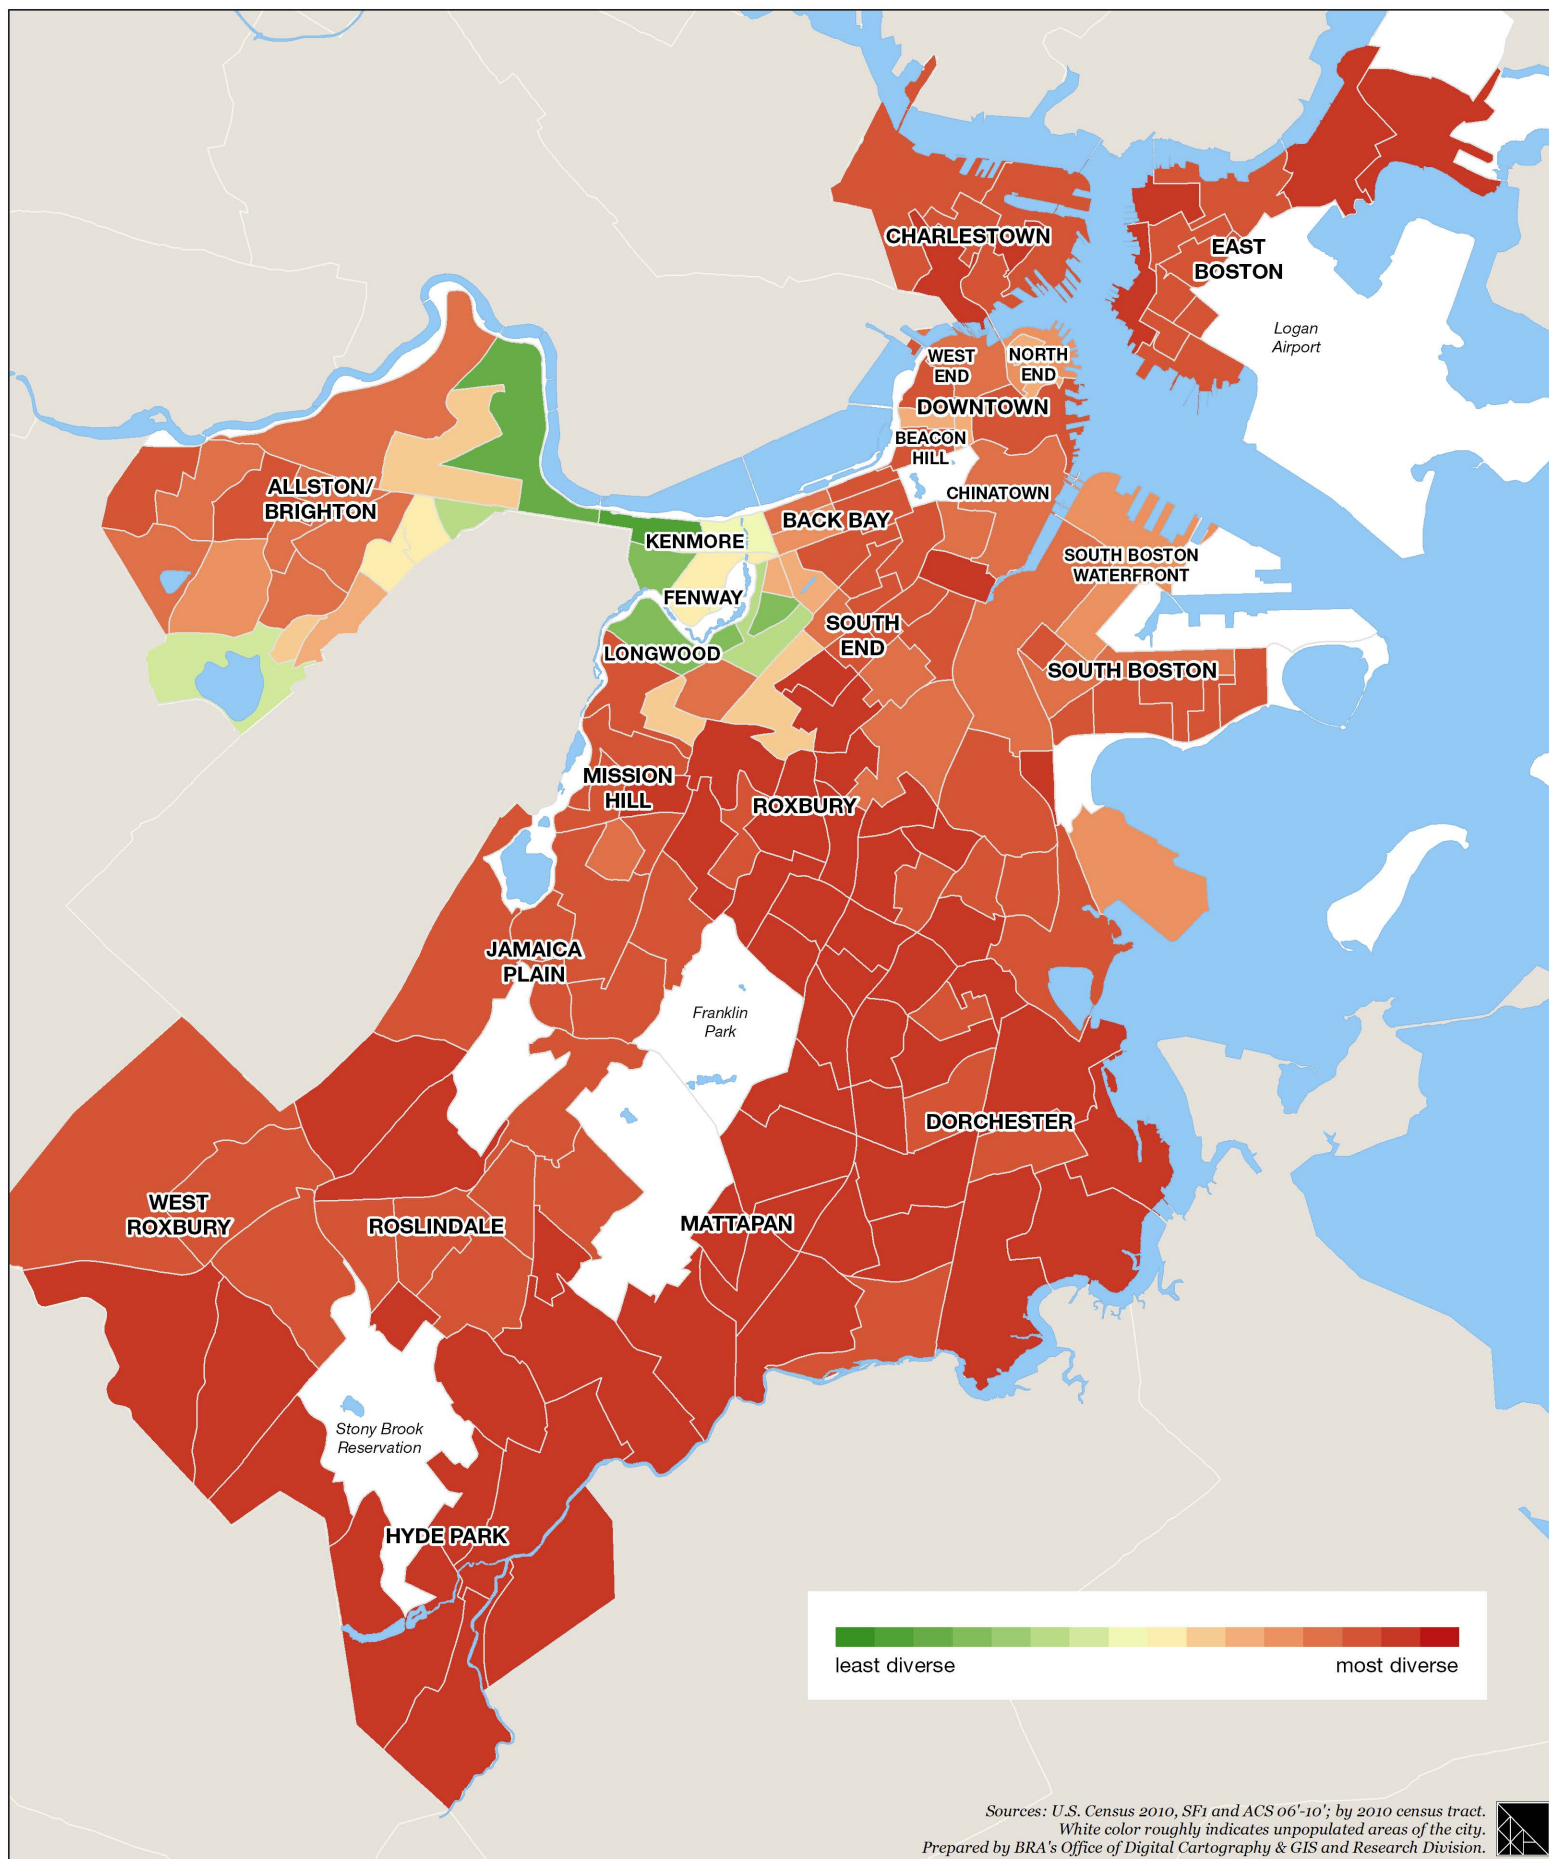 CHARLESTOWN
EAST
BOSTON
Logan
Airport
WEST
END
NORTH
END
DOWNTOWN
BEACON
HILL
CHINATOWN
ALLSTON/
BRIGHTON
BACK BAY
KENMORE
SOUTH BOSTON
WATERFRONT
FENWAY
SOUTH
END
LONGWOOD
SOUTH BOSTON
MISSION
HILL
ROXBURY
JAMAICA
PLAIN
Franklin
Park
DORCHESTER
WEST
ROXBURY
ROSLINDALE
MATTAPAN
Stony Brook
Reservation
HYDE PARK
least diverse
most diverse
Sources: U.S. Census 2010, SF1 and ACS 06'-10'; by 2010 census tract.
White color roughly indicates unpopulated areas of the city.
Prepared by BRA's Office of Digital Cartography & GIS and Research Division.